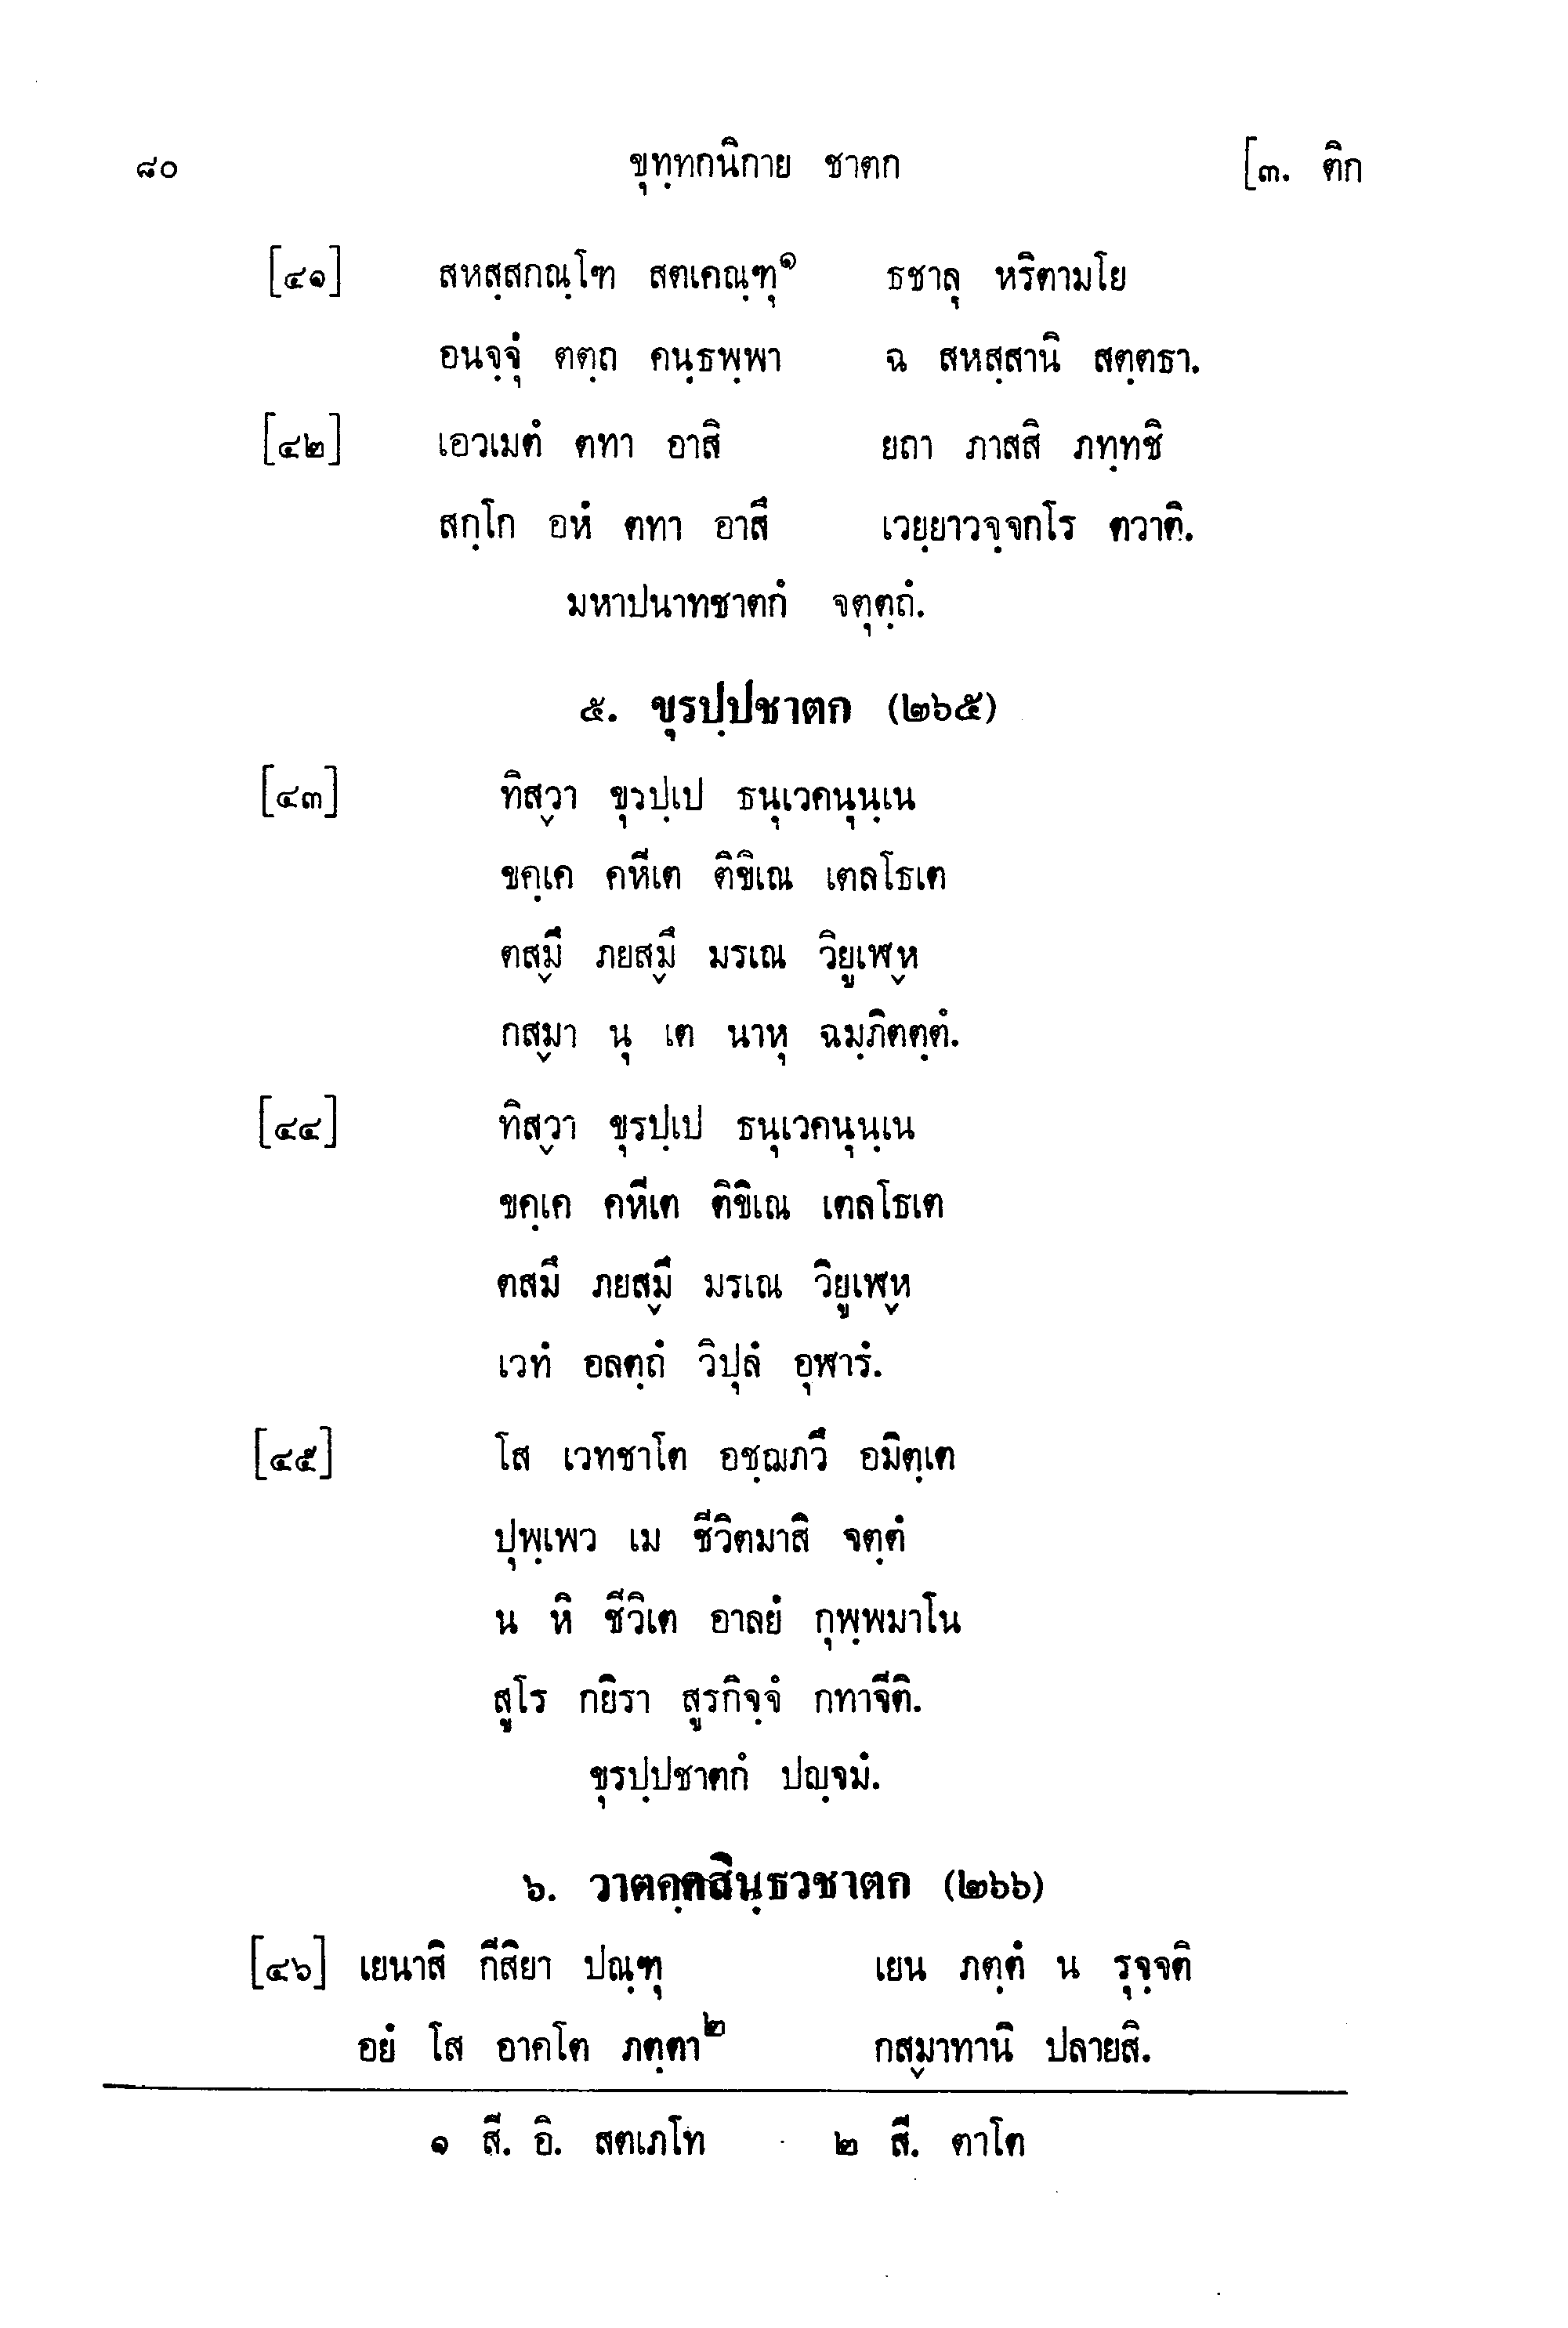 ๘๐ ขุทฺทกนิกาย ชาตก [๓. ติก
[๔๑] สหสฺสกณฺโฑ สตเคณฺฑุ๑ ธชาลุ หริตามโย
อนจฺจุํ ตตฺถ คนฺธพฺพา ฉ สหสฺสานิ สตฺตธา.
[๔๒] เอวเมตํ ตทา อาสิ ยถา ภาสสิ ภทฺทชิ
สกฺโก อหํ ตทา อาสึ เวยฺยาวจฺจกโร ตวาติ.
มหาปนาทชาตกํ จตุตฺถํ.
๕. ขุรปฺปชาตก (๒๖๕)
[๔๓] ทิสฺวา ขุรปฺเป ธนุเวคนุนฺเน
ขคฺเค คหีเต ติขิเณ เตลโธเต
ตสฺมึ ภยสฺมึ มรเณ วิยูเฬฺห
กสฺมา นุ เต นาหุ ฉมฺภิตตฺตํ.
[๔๔] ทิสฺวา ขุรปฺเป ธนุเวคนุนฺเน
ขคฺเค คหีเต ติขิเณ เตลโธเต
ตสมึ ภยสฺมึ มรเณ วิยูเฬฺห
เวทํ อลตฺถํ วิปุลํ อุฬารํ.
[๔๕] โส เวทชาโต อชฺฌภวึ อมิตฺเต
ปุพฺเพว เม ชีวิตมาสิ จตฺตํ
น หิ ชีวิเต อาลยํ กุพฺพมาโน
สูโร กยิรา สูรกิจฺจํ กทาจีติ.
ขุรปฺปชาตกํ ปญฺจมํ.
๖. วาตคฺคสินฺธวชาตก (๒๖๖)
[๔๖] เยนาสิ กีสิยา ปณฺฑุ เยน ภตฺตํ น รุจฺจติ
อยํ โส อาคโต ภตฺตา๒ กสฺมาทานิ ปลายสิ.
๑ สี. อิ. สตเภโท ๒ สี. ตาโต